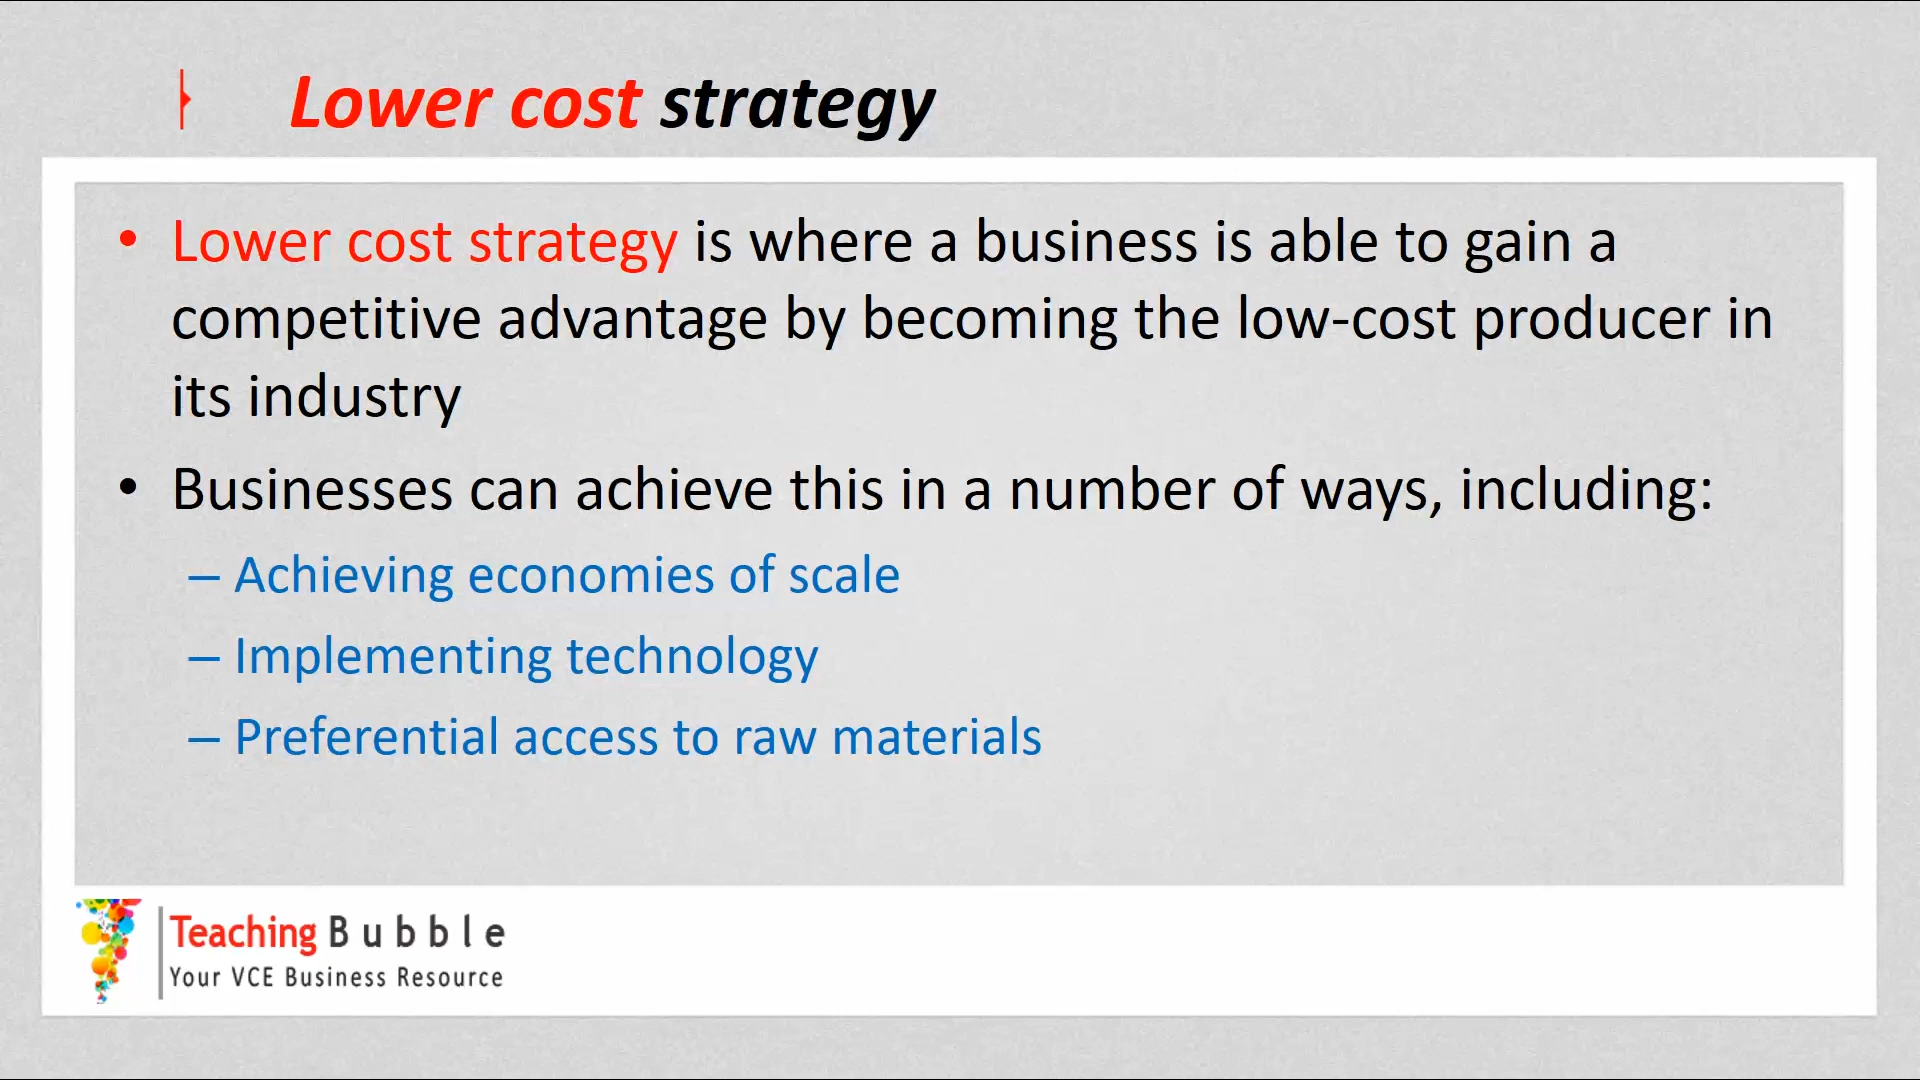 Lower cost strategy
• Lower cost strategy is where a business is able to gain a
competitive advantage by becoming the low-cost producer in
its industry
• Businesses can achieve this in a number of ways, including:
– Achieving economies of scale
– Implementing technology
– Preferential access to raw materials
Teaching Bubble
Your VCE Business Resource